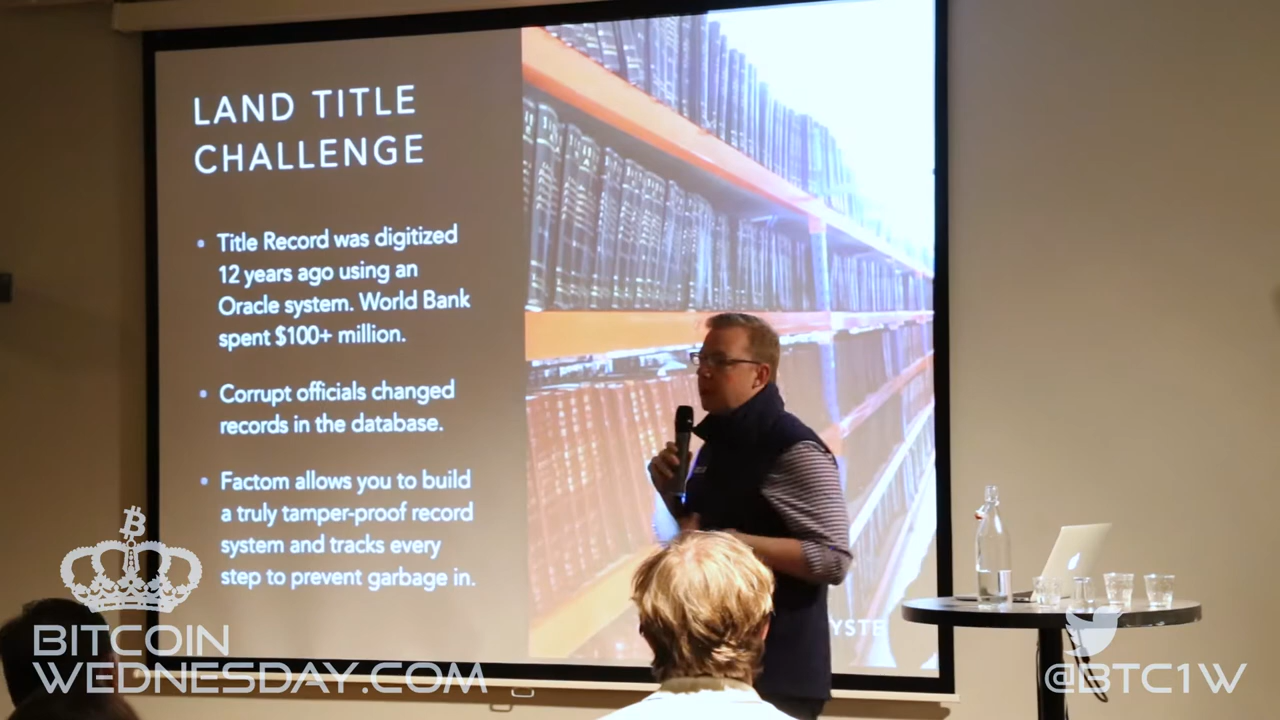 LAND TITLE
CHALLENGE
• Title Record was digitized
12 years ago using an
Oracle system. World Bank
spent $100+ million.
• Corrupt officials changed
records in the database.
• Factom allows you to build
a truly tamper-proof record
system and tracks every
step to prevent garbage in.
YSTE
BITCOIN
WEDNESDAY.COM
@BTC1W